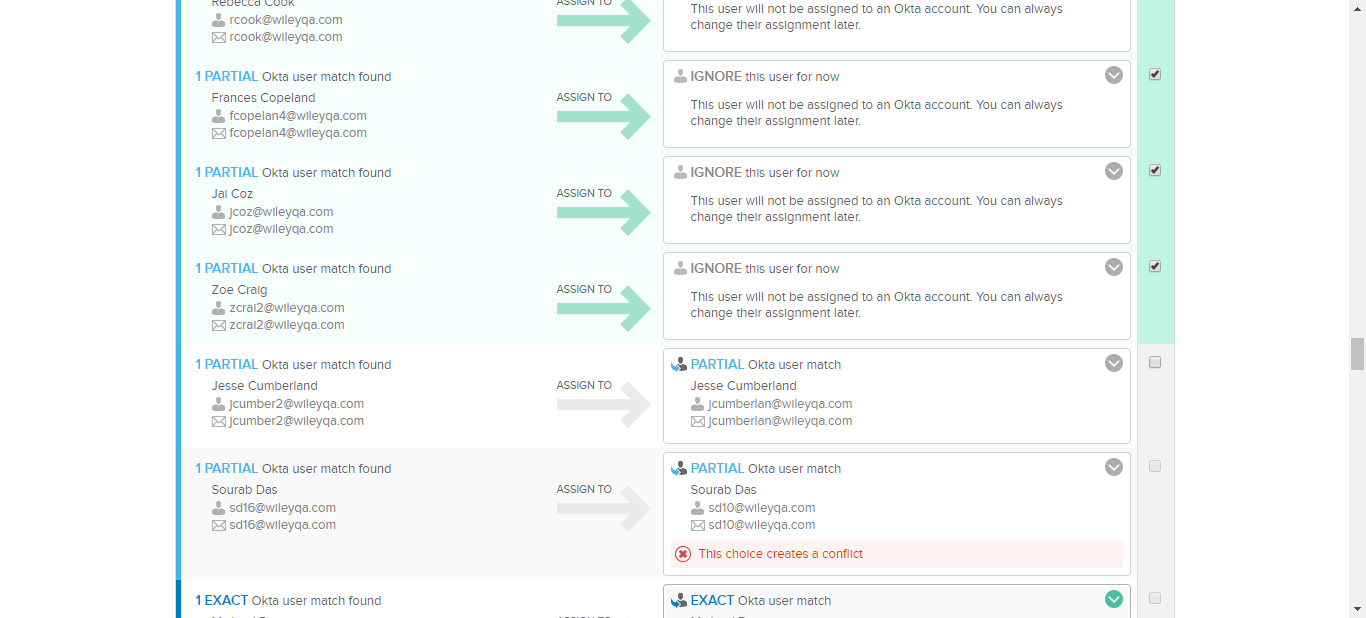 Rebecca Cook
rcook@wileyqa.com
rcook@wileyqa.com
ASSIGN TO
This user will not be assigned to an Okta account. You can always
change their assignment later.
1 PARTIAL Okta user match found
Frances Copeland
fcopelan4@wileyqa.com
fcopelan4@wileyqa.com
ASSIGN TO
IGNORE this user for now
This user will not be assigned to an Okta account. You can always
change their assignment later.
1 PARTIAL Okta user match found
Jai Coz
jcoz@wileyqa.com
jcoz@wileyqa.com
ASSIGN TO
IGNORE this user for now
This user will not be assigned to an Okta account. You can always
change their assignment later.
1 PARTIAL Okta user match found
Zoe Craig
zcrai2@wileyqa.com
zcrai2@wileyqa.com
ASSIGN TO
IGNORE this user for now
This user will not be assigned to an Okta account. You can always
change their assignment later.
1 PARTIAL Okta user match found
Jesse Cumberland
jcumber2@wileyqa.com
jcumber2@wileyqa.com
ASSIGN TO
PARTIAL Okta user match
Jesse Cumberland
jcumberlan@wileyqa.com
jcumberlan@wileyqa.com
1 PARTIAL Okta user match found
Sourab Das
sd16@wileyqa.com
sd16@wileyqa.com
ASSIGN TO
PARTIAL Okta user match
Sourab Das
sd10@wileyqa.com
sd10@wileyqa.com
This choice creates a conflict
1 EXACT Okta user match found
EXACT Okta user match